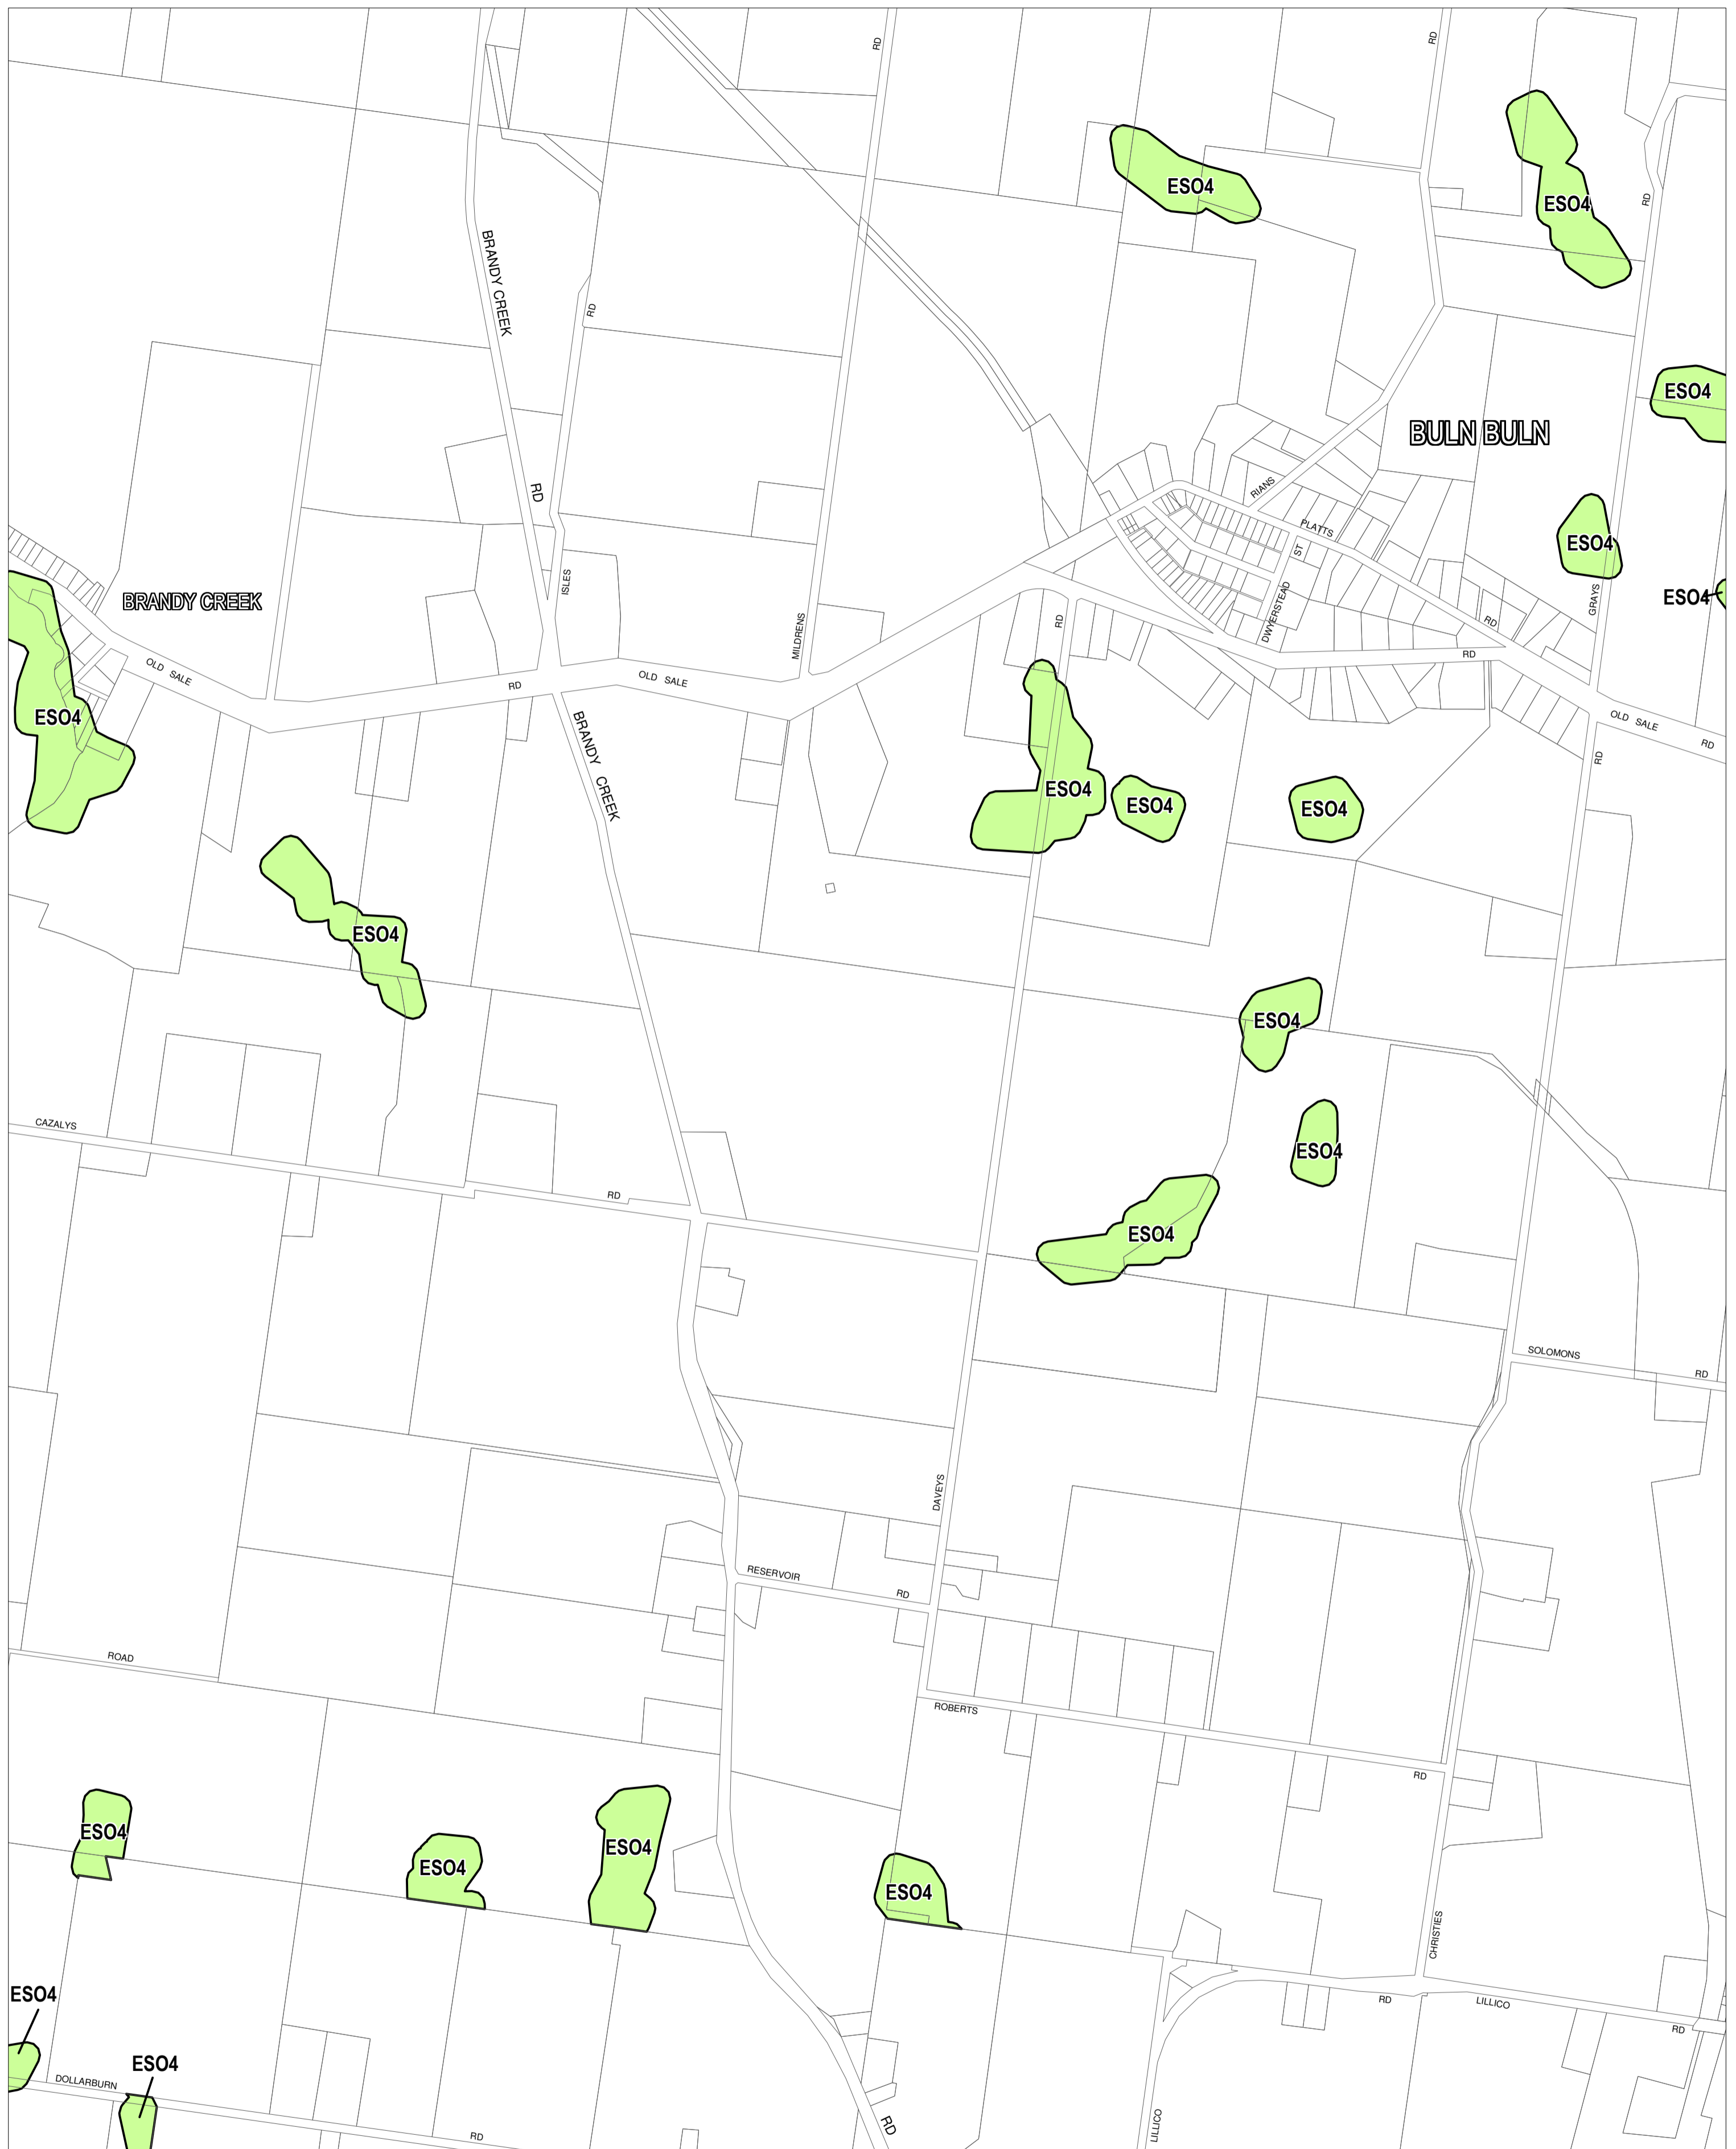 RD
RD
ESO4
ESO4
RD
BRANDY CREEK
RD
ESO4
BULN BULN
RD
RIANS
PLATTS
ESO4
ST
ISLES
GRAYS
ESO4
BRANDY CREEK
DWYERSTEAD
RD
RD
MILDRENS
RD
OLD SALE
RD
OLD SALE
ESO4
BRANDY CREEK
OLD SALE
RD
RD
ESO4
ESO4
ESO4
ESO4
ESO4
CAZALYS
ESO4
RD
ESO4
SOLOMONS
RD
DAVEYS
RESERVOIR
RD
ROAD
ROBERTS
RD
ESO4
ESO4
ESO4
ESO4
CHRISTIES
ESO4
RD
LILLICO
RD
ESO4
DOLLARBURN
RD
RD
LILLICO